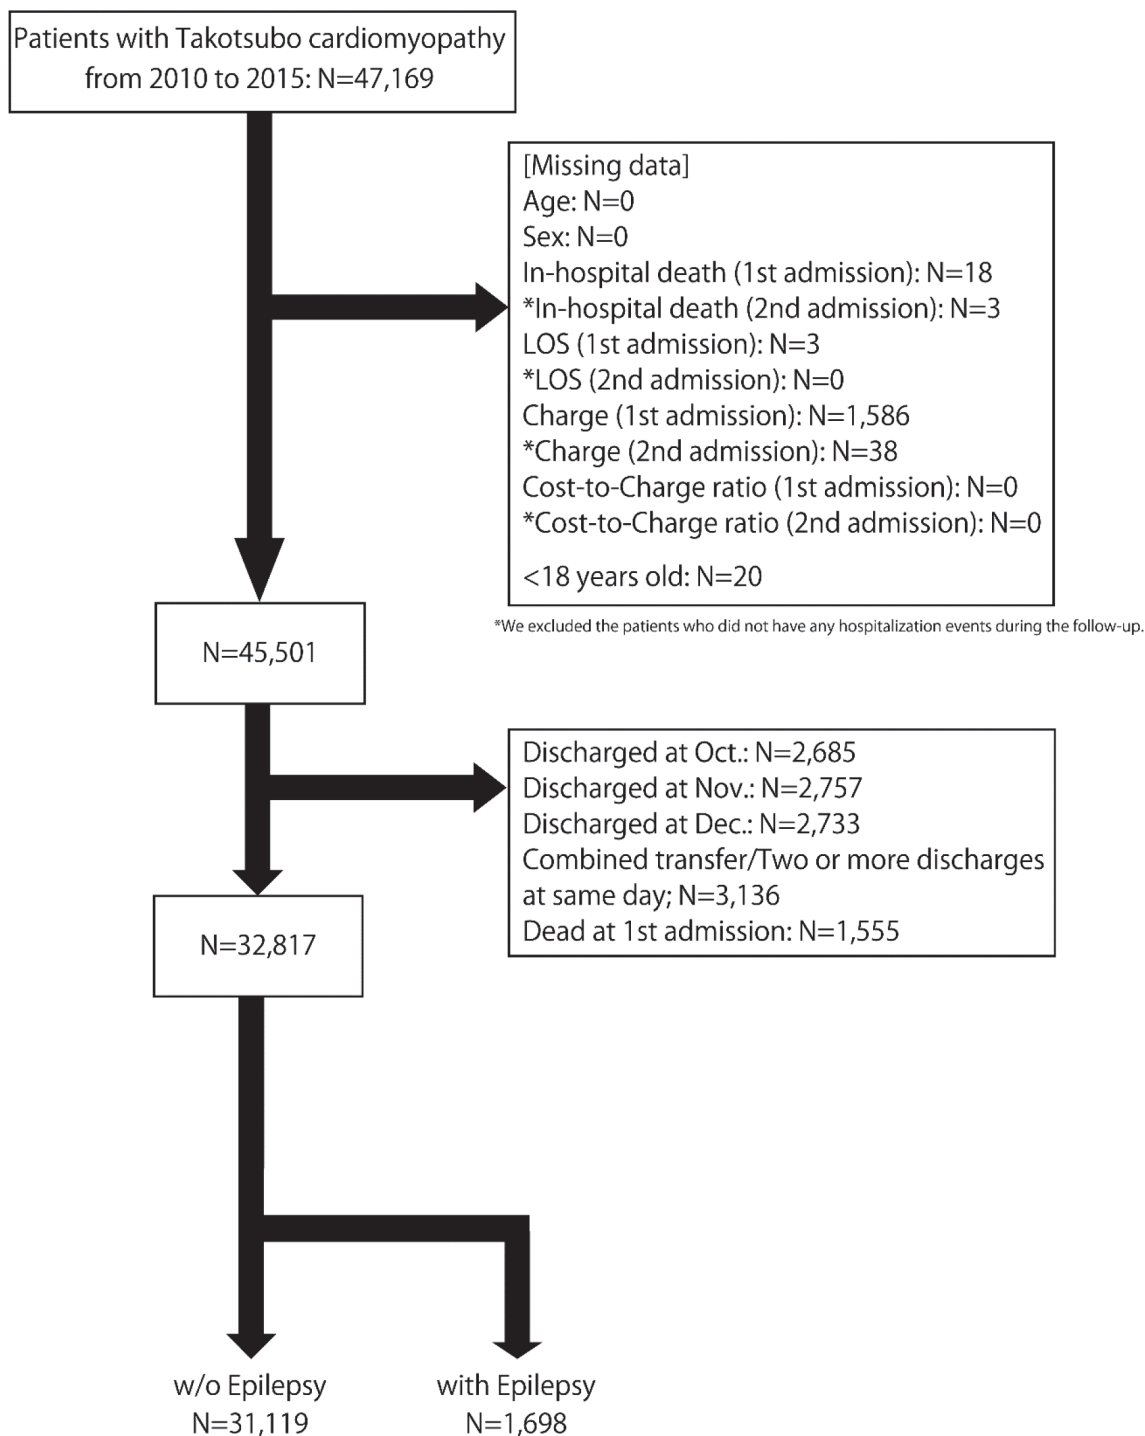 Patients with Takotsubo cardiomyopathy
from 2010 to 2015: N=47,169
[Missing data]
Age: N=0
Sex: N=0
In-hospital death (1st admission): N=18
*In-hospital death (2nd admission): N=3
LOS (1st admission): N=3
*LOS (2nd admission): N=0
Charge (1st admission): N=1,586
*Charge (2nd admission): N=38
Cost-to-Charge ratio (1st admission): N=0
*Cost-to-Charge ratio (2nd admission): N=0
<18 years old: N=20
*We excluded the patients who did not have any hospitalization events during the follow-up.
N=45,501
Discharged at Oct.: N=2,685
Discharged at Nov.: N=2,757
Discharged at Dec.: N=2,733
Combined transfer/Two or more discharges
at same day; N=3,136
Dead at 1st admission: N=1,555
N=32,817
w/o Epilepsy
N=31,119
with Epilepsy
N=1,698